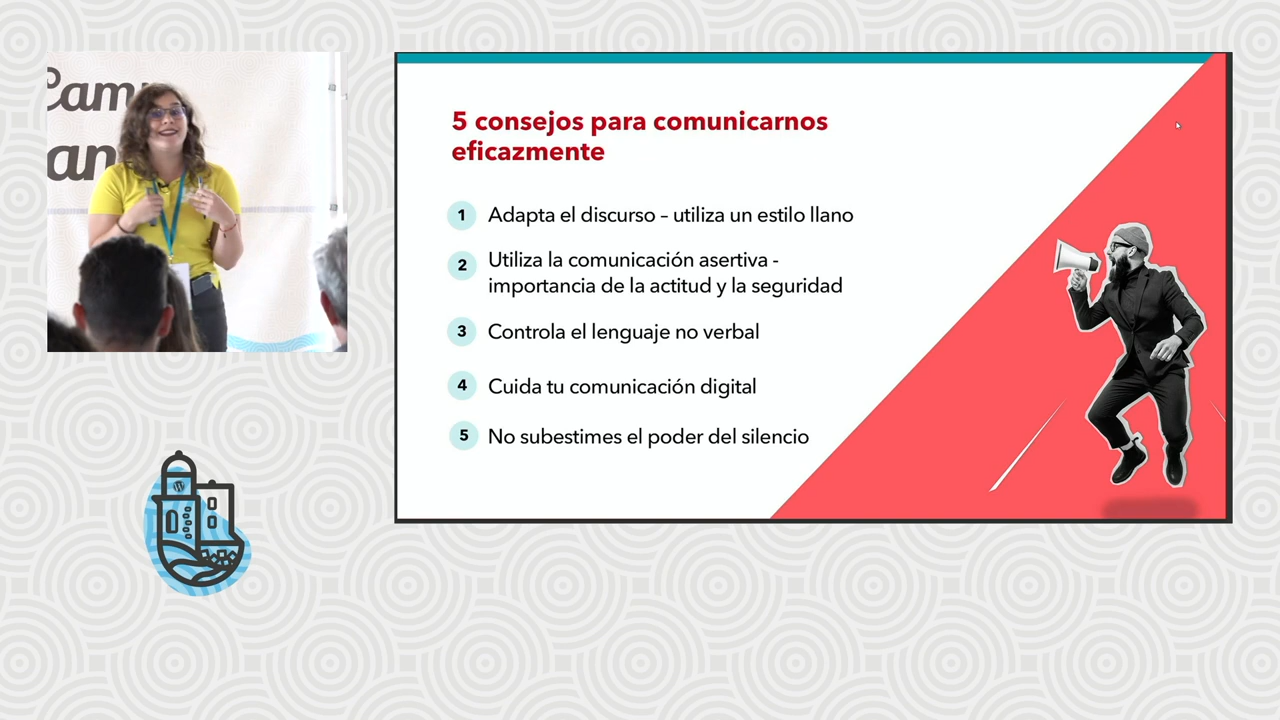 Cam
an
5 consejos para comunicarnos
eficazmente
1 Adapta el discurso – utiliza un estilo llano
2 Utiliza la comunicación asertiva -
importancia de la actitud y la seguridad
3 Controla el lenguaje no verbal
4 Cuida tu comunicación digital
5 No subestimes el poder del silencio